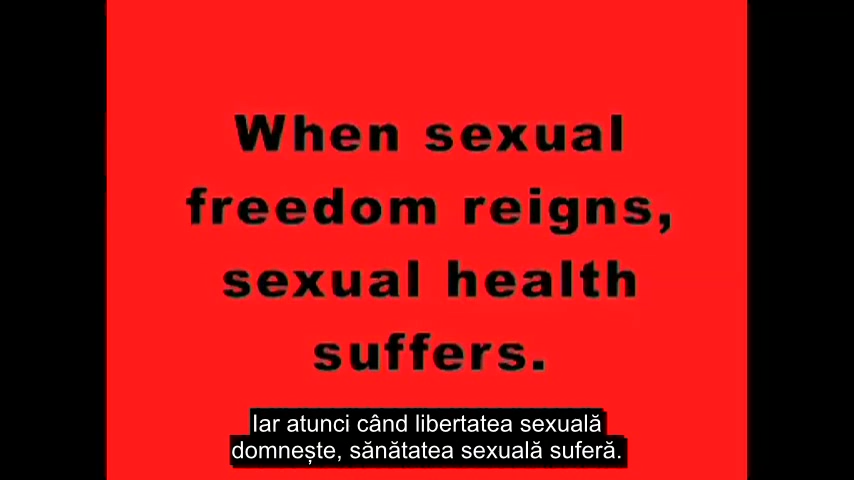 When sexual
freedom reigns,
sexual health
suffers.
Iar atunci când libertatea sexuală
domnește, sănătatea sexuală suferă.